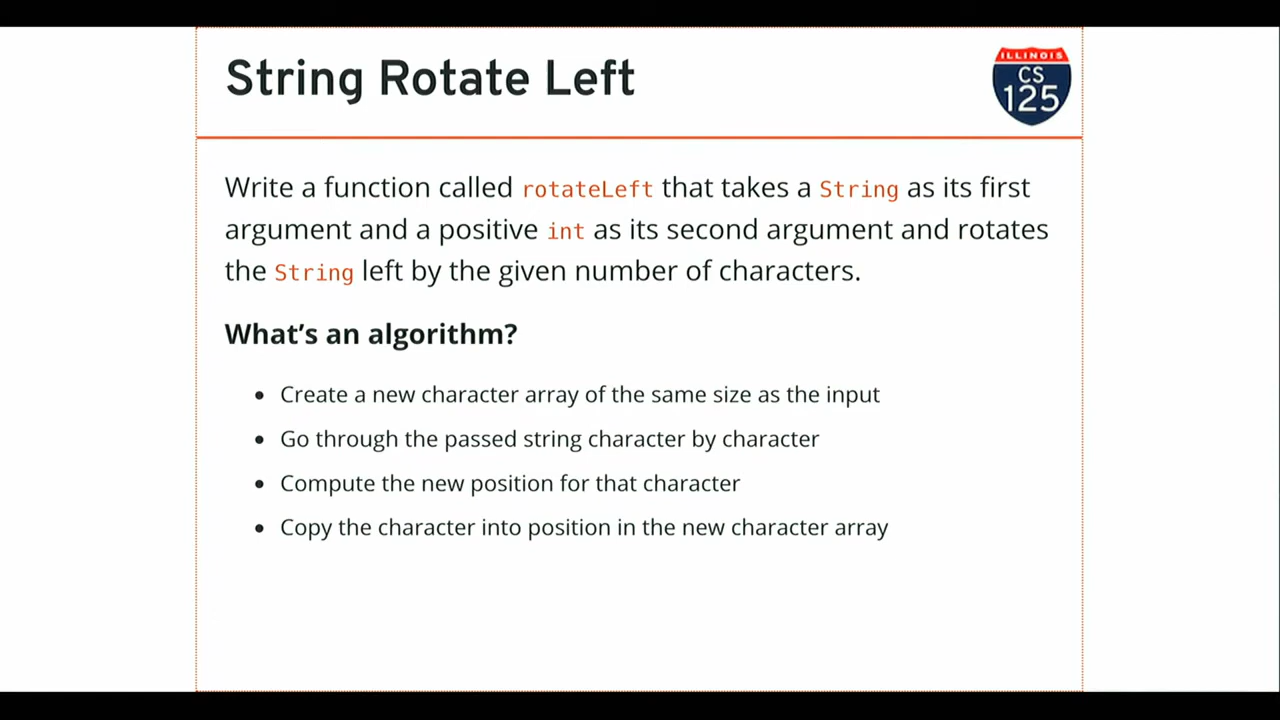 String Rotate Left
ILLINOIS
CS
125
Write a function called rotateLeft that takes a String as its first
argument and a positive int as its second argument and rotates
the String left by the given number of characters.
What's an algorithm?
• Create a new character array of the same size as the input
• Go through the passed string character by character
• Compute the new position for that character
• Copy the character into position in the new character array